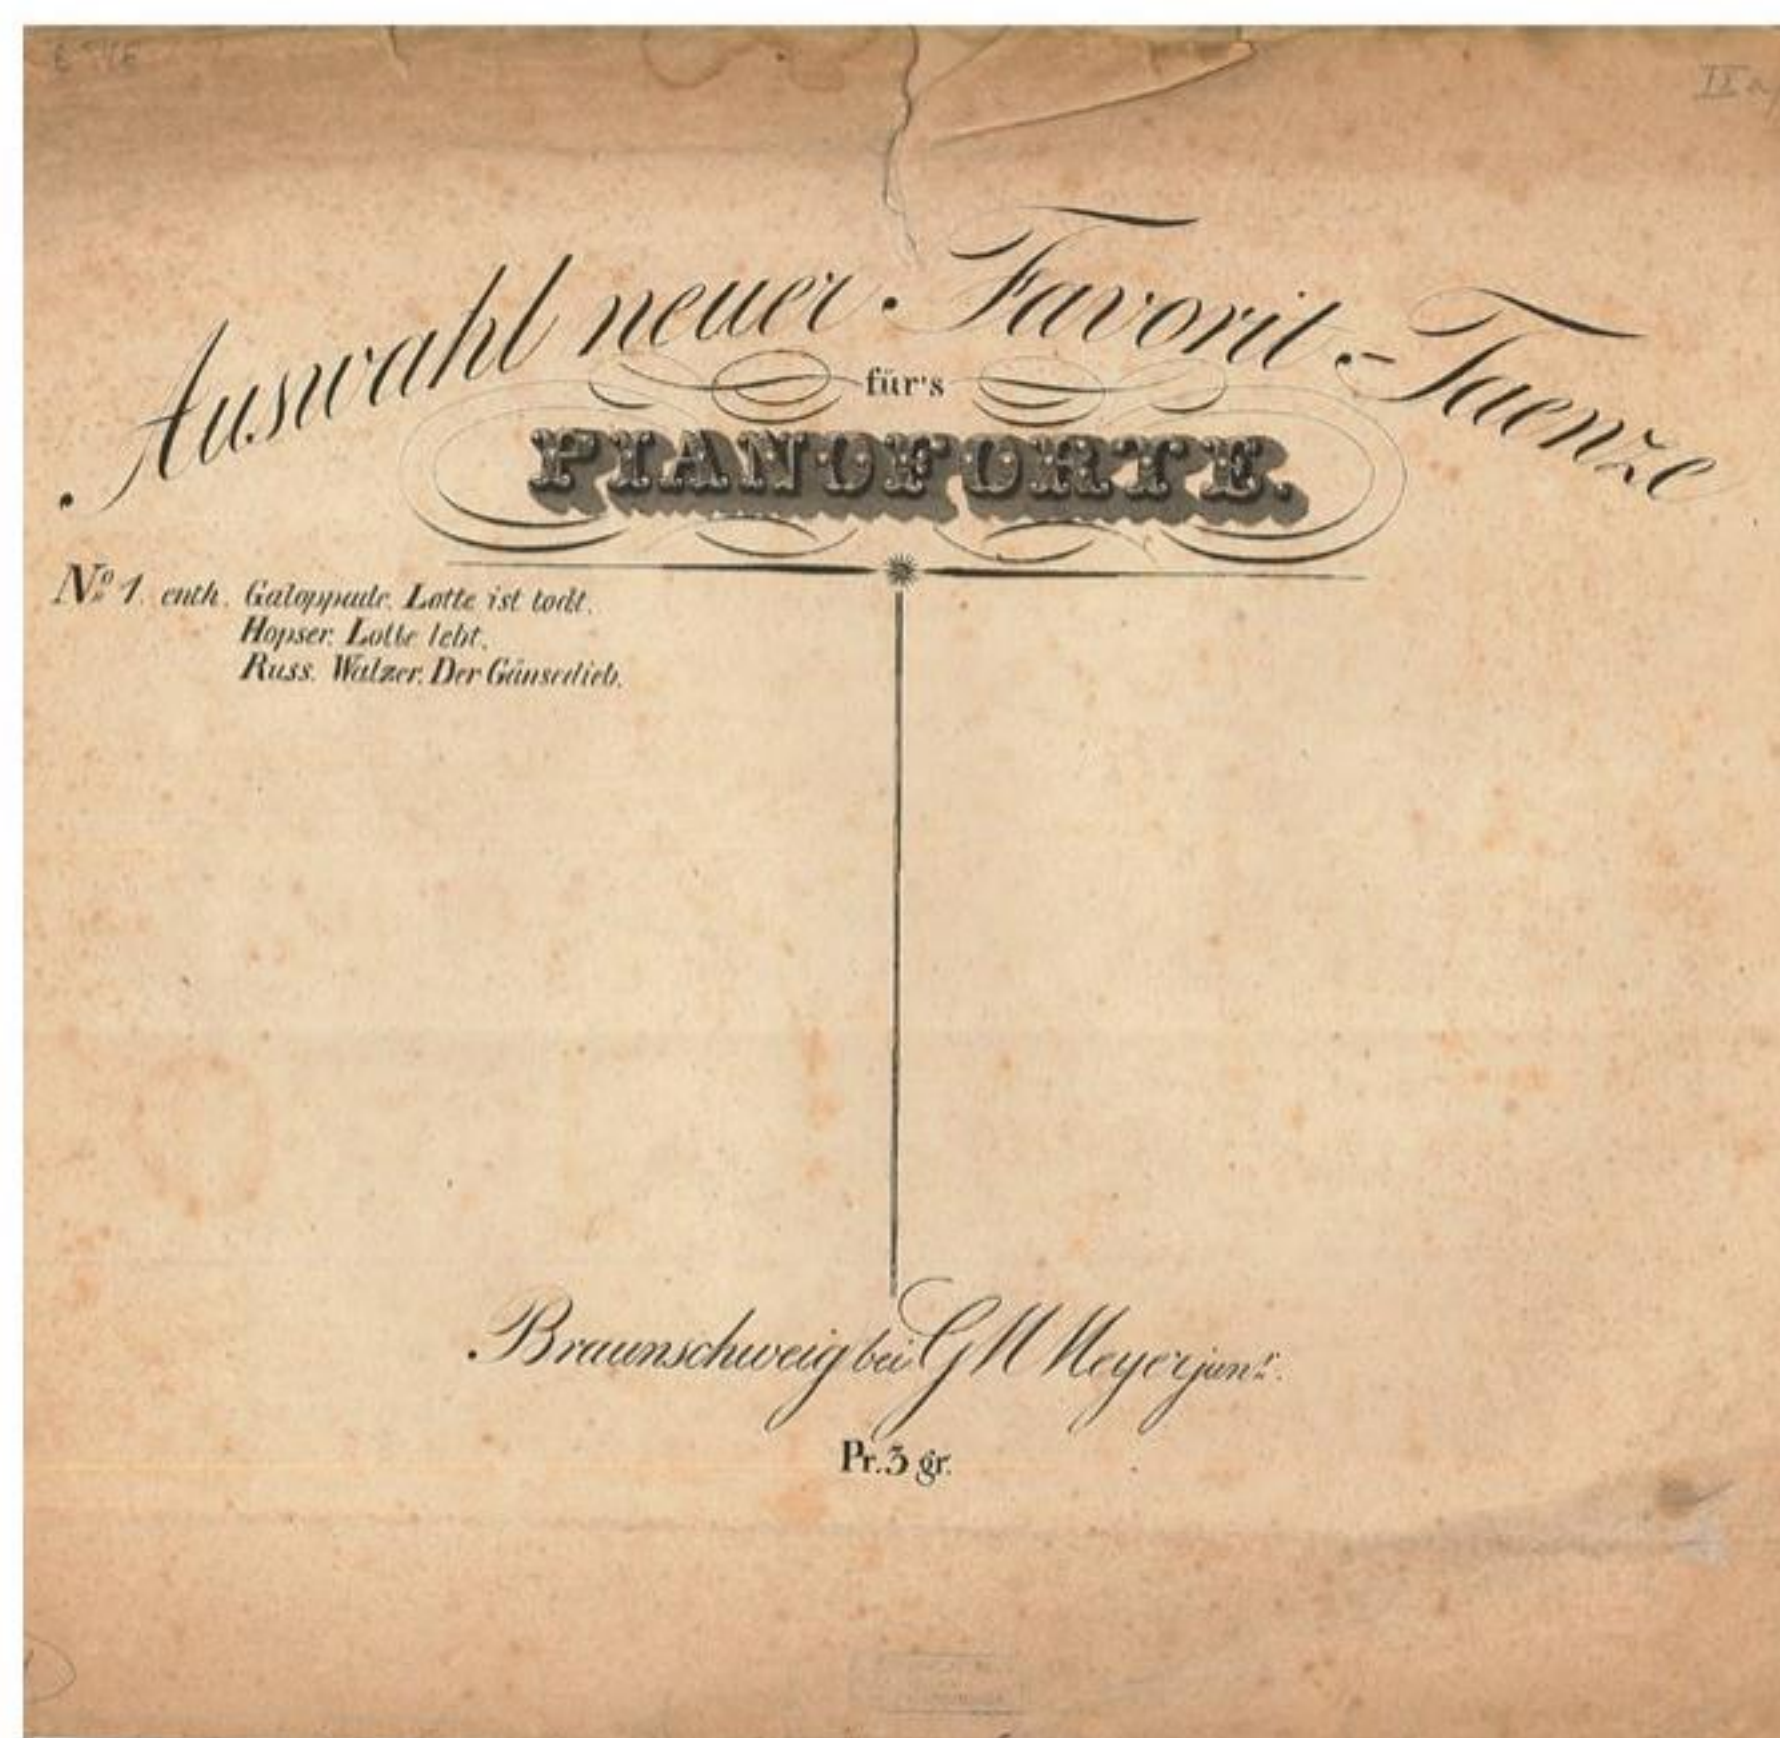 Auswahl neuer Favorit-Taenze
für's
PIANOFORTE.
No. 1. enth. Galoppade. Lotte ist todt.
Hopser. Lotte lebt.
Russ. Walzer. Der Gänsedieb.
Braunschweig bei G M Meyer junr.
Pr. 3 gr.